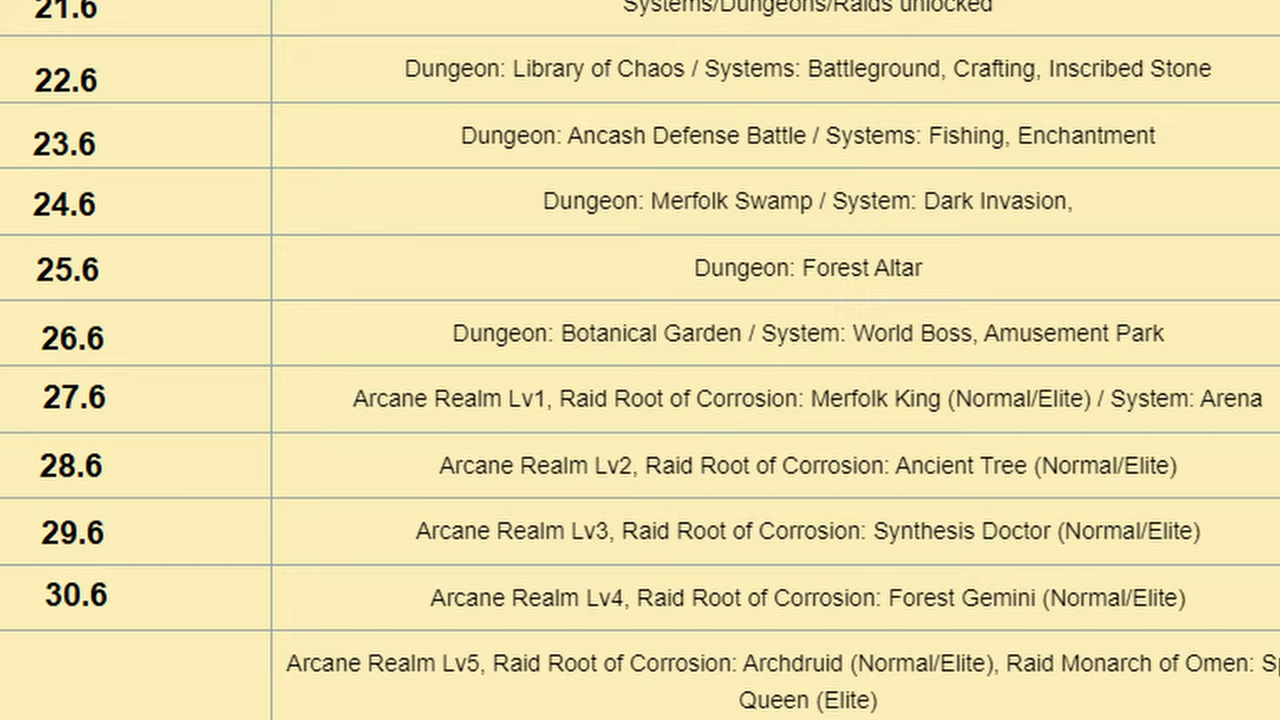 21.6 Systems/Dungeons/Raids unlocked
22.6 Dungeon: Library of Chaos / Systems: Battleground, Crafting, Inscribed Stone
23.6 Dungeon: Ancash Defense Battle / Systems: Fishing, Enchantment
24.6 Dungeon: Merfolk Swamp / System: Dark Invasion,
25.6 Dungeon: Forest Altar
26.6 Dungeon: Botanical Garden / System: World Boss, Amusement Park
27.6 Arcane Realm Lv1, Raid Root of Corrosion: Merfolk King (Normal/Elite) / System: Arena
28.6 Arcane Realm Lv2, Raid Root of Corrosion: Ancient Tree (Normal/Elite)
29.6 Arcane Realm Lv3, Raid Root of Corrosion: Synthesis Doctor (Normal/Elite)
30.6 Arcane Realm Lv4, Raid Root of Corrosion: Forest Gemini (Normal/Elite)
Arcane Realm Lv5, Raid Root of Corrosion: Archdruid (Normal/Elite), Raid Monarch of Omen:
Queen (Elite)